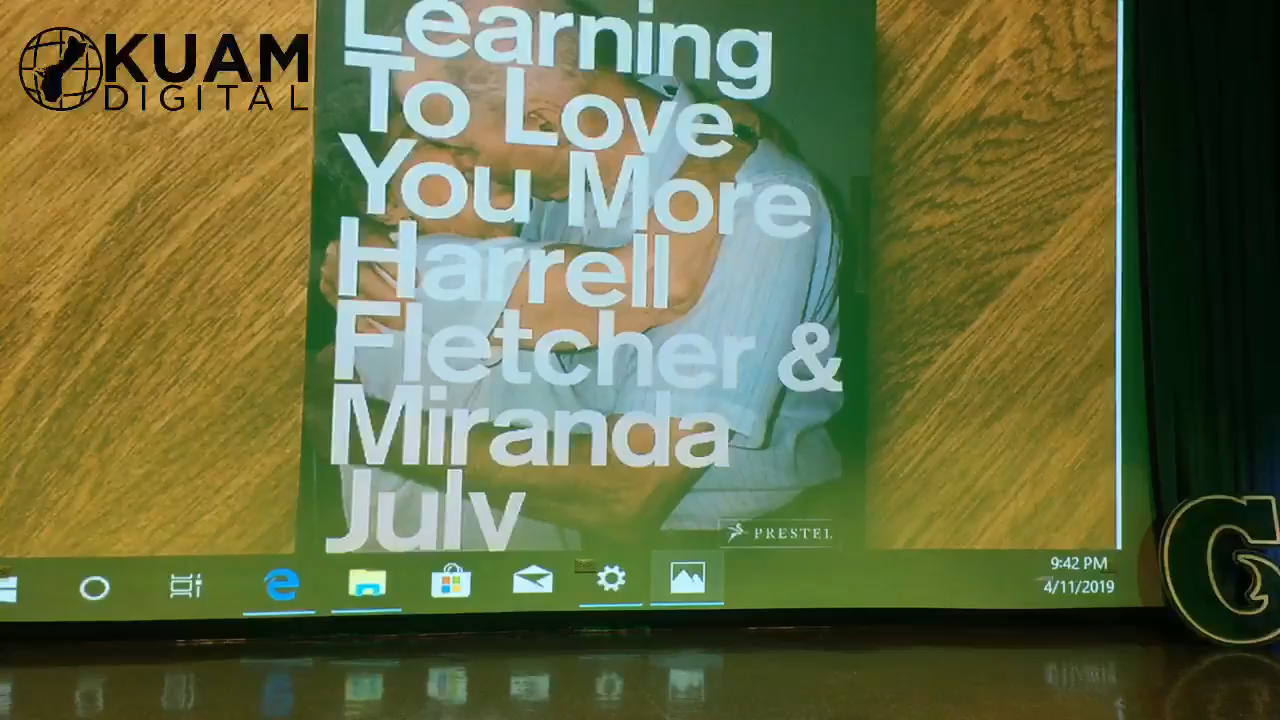 KUAM
DIGITAL
Learning
To Love
You More
Harrell
Fletcher &
Miranda
July
PRESTEL
9:42 PM
4/11/2019
G